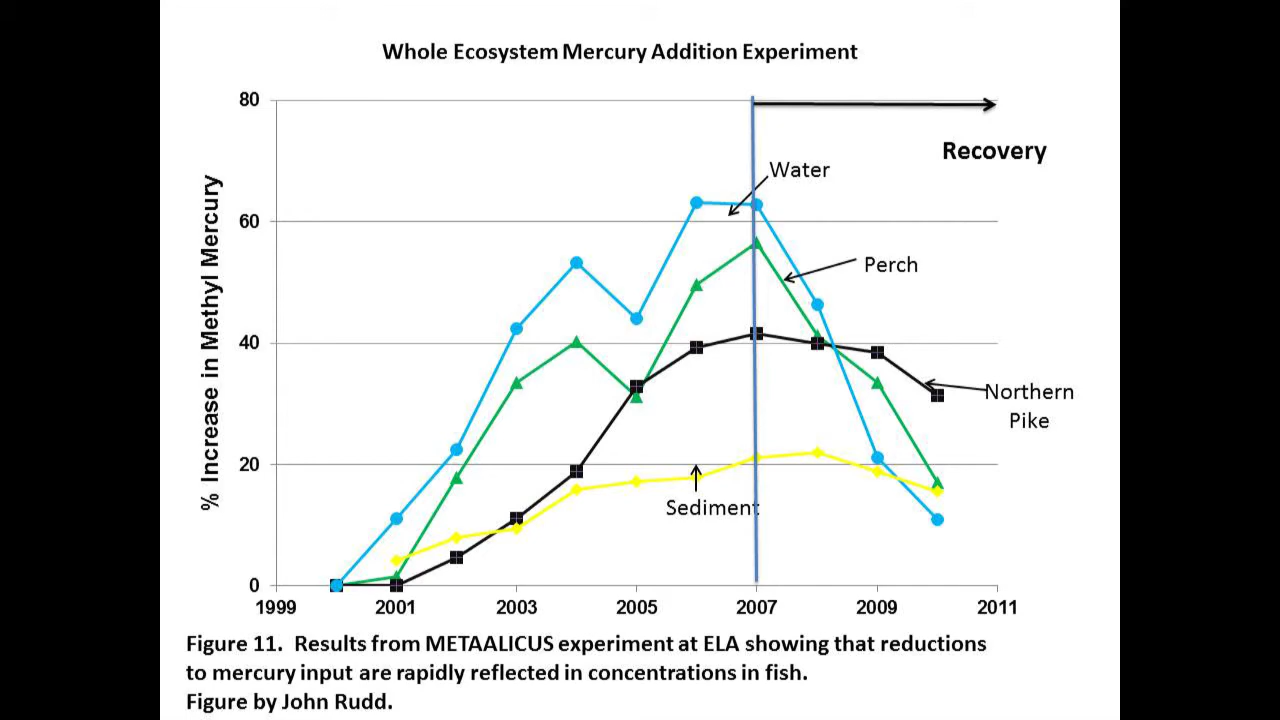 Whole Ecosystem Mercury Addition Experiment
80
Recovery
Water
60
Perch
% Increase in Methyl Mercury
40
Northern
Pike
20
Sediment
0
1999 2001 2003 2005 2007 2009 2011
Figure 11. Results from METAALICUS experiment at ELA showing that reductions
to mercury input are rapidly reflected in concentrations in fish.
Figure by John Rudd.